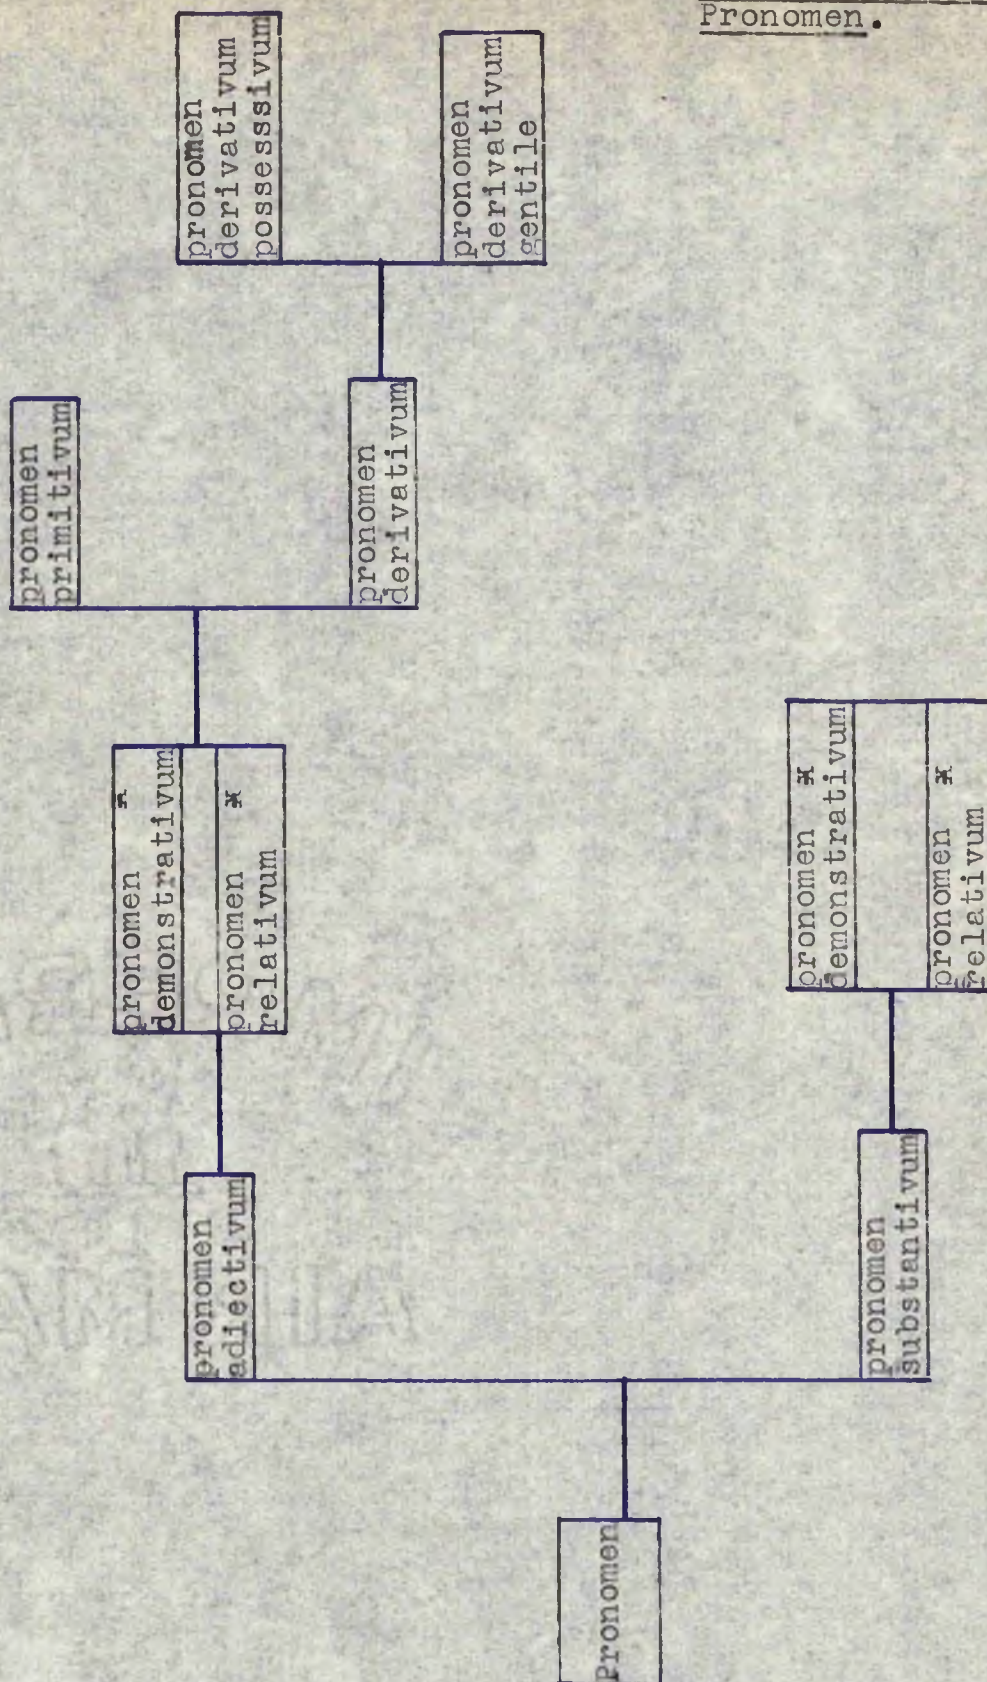 Pronomen.
pronomen
derivativum
possesssivum
pronomen
derivativum
gentile
pronomen
primitivum
pronomen
derivativum
pronomen *
demonstrativum
pronomen *
relativum
pronomen *
demonstrativum
pronomen *
relativum
pronomen
adiectivum
pronomen
substantivum
Pronomen